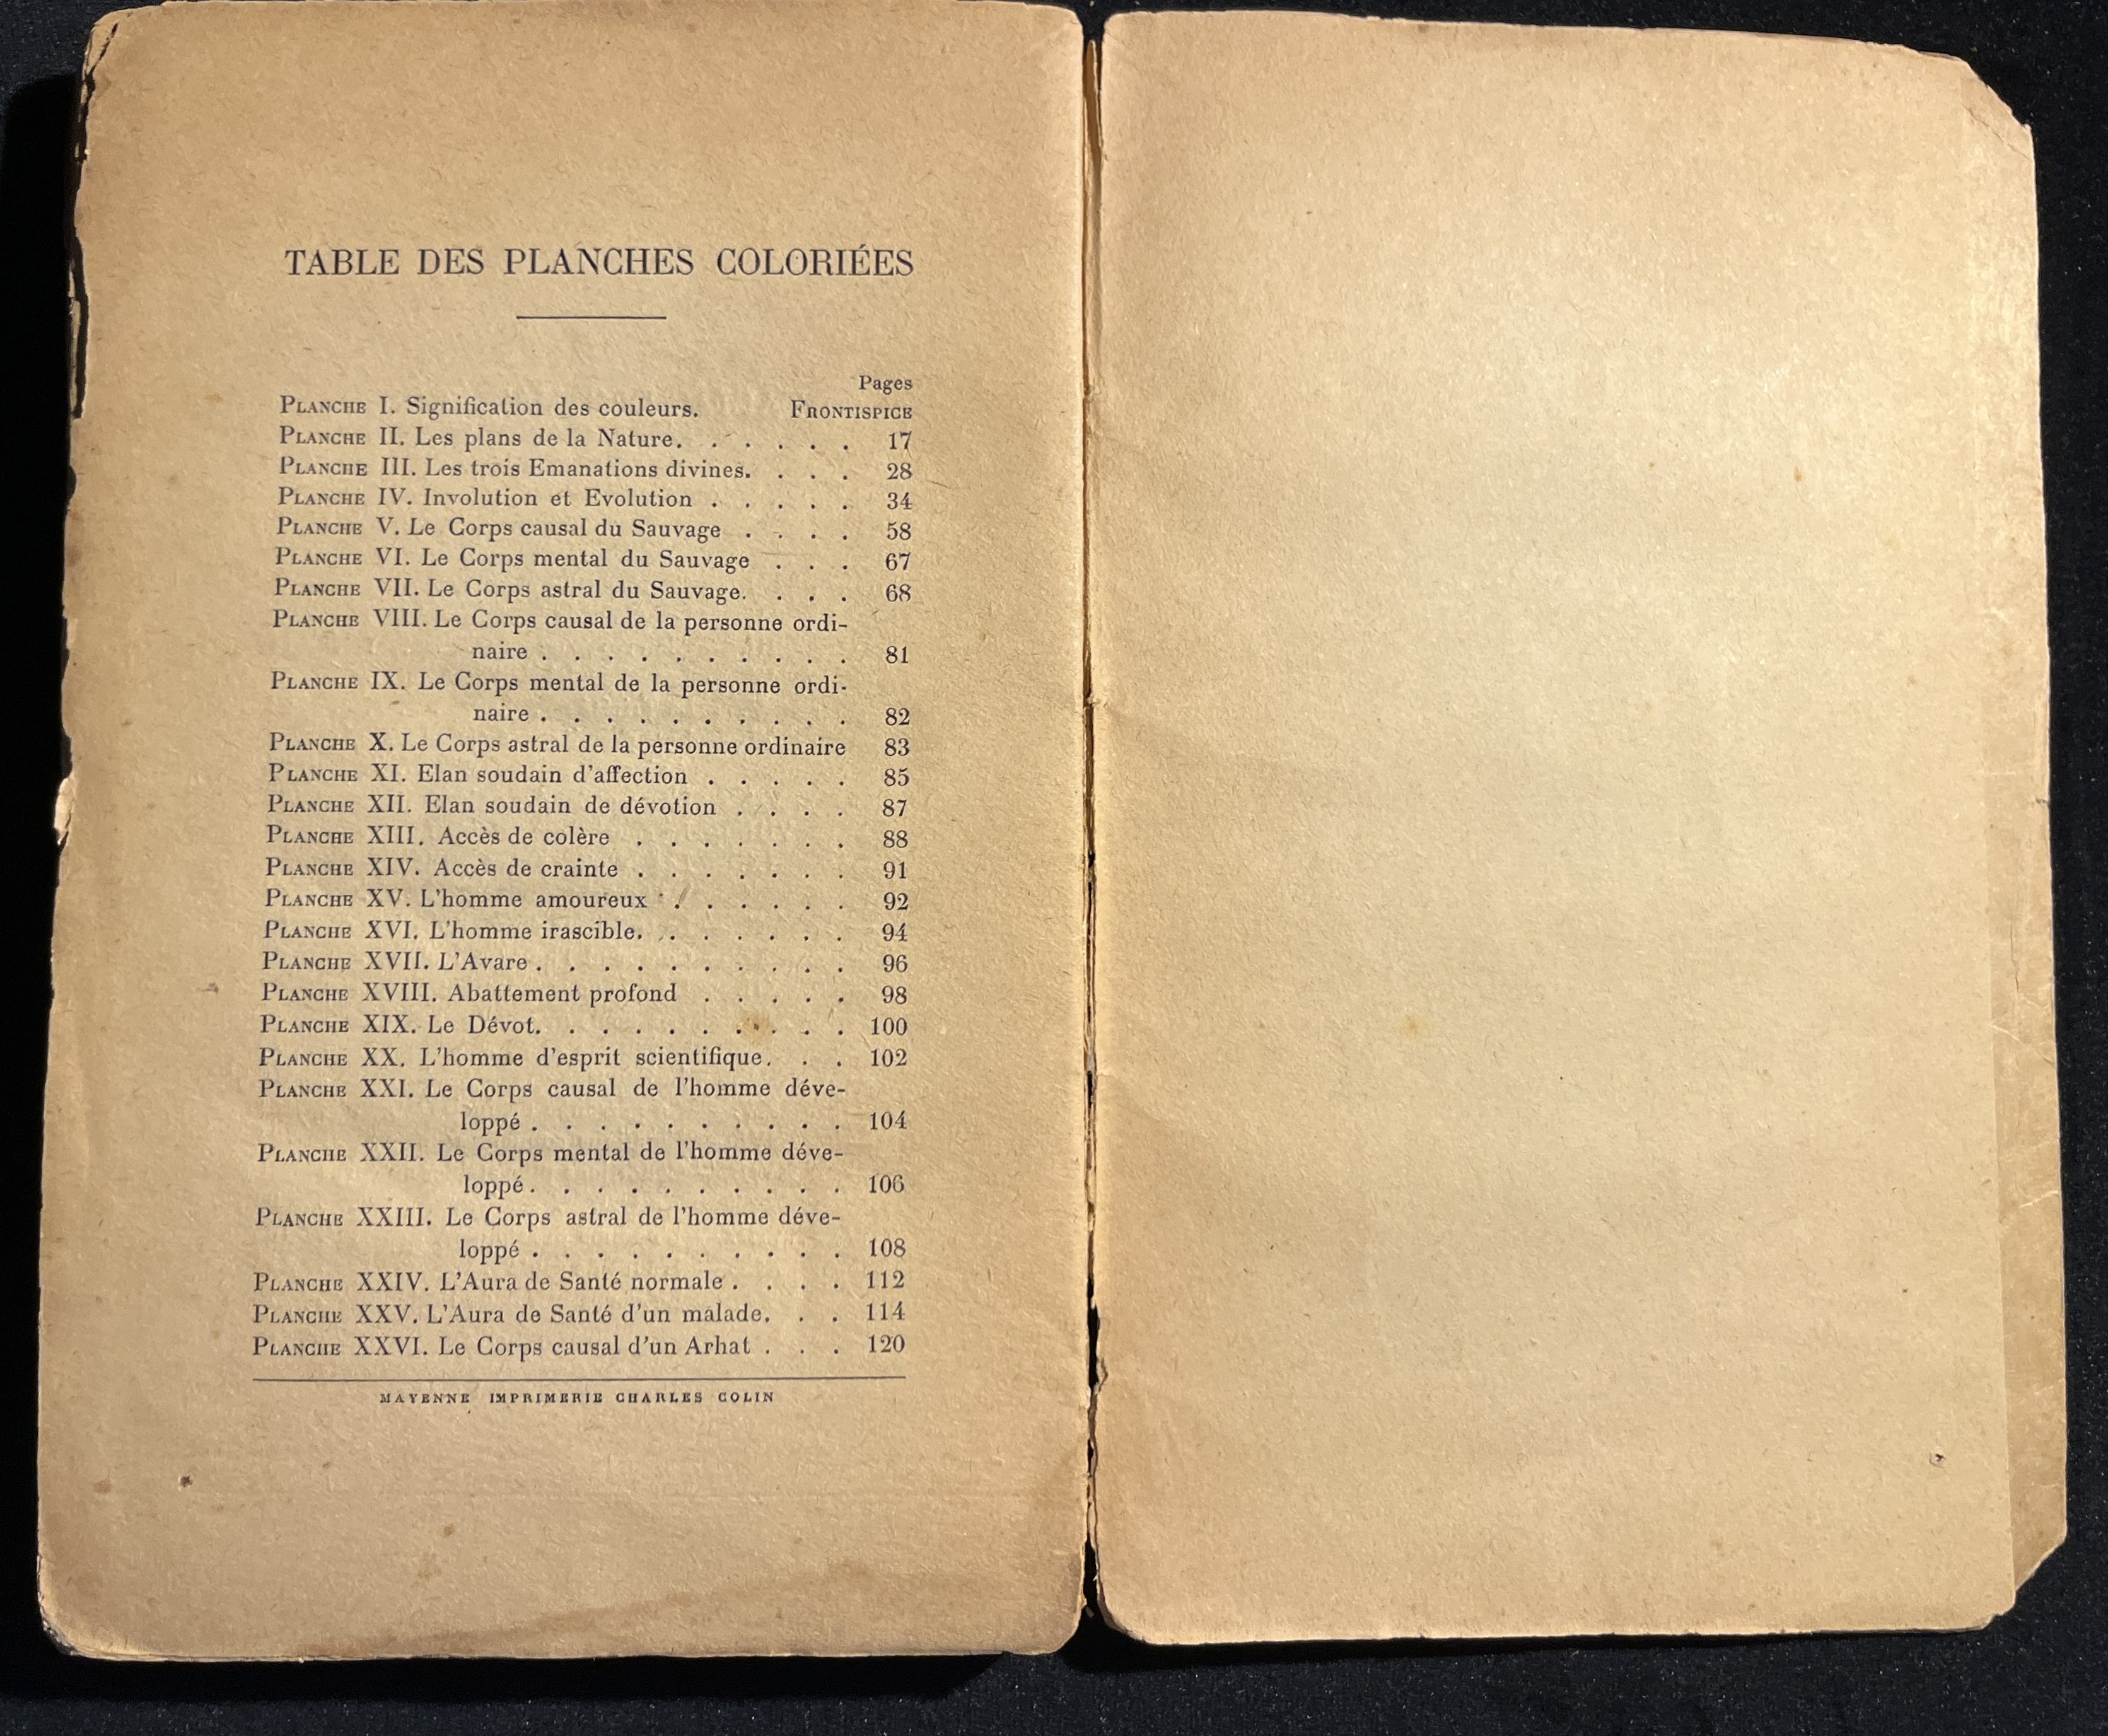 TABLE DES PLANCHES COLORIÉES
Pages
PLANCHE I. Signification des couleurs. FRONTISPICE
PLANCHE II. Les plans de la Nature. . . . . . 17
PLANCHE III. Les trois Emanations divines. . . . 28
PLANCHE IV. Involution et Evolution . . . . . 34
PLANCHE V. Le Corps causal du Sauvage . . . . 58
PLANCHE VI. Le Corps mental du Sauvage . . . 67
PLANCHE VII. Le Corps astral du Sauvage. . . . 68
PLANCHE VIII. Le Corps causal de la personne ordi-
naire . . . . . . . . . . 81
PLANCHE IX. Le Corps mental de la personne ordi-
naire . . . . . . . . . . 82
PLANCHE X. Le Corps astral de la personne ordinaire 83
PLANCHE XI. Elan soudain d'affection . . . . . 85
PLANCHE XII. Elan soudain de dévotion . . . . 87
PLANCHE XIII. Accès de colère . . . . . . . 88
PLANCHE XIV. Accès de crainte . . . . . . . 91
PLANCHE XV. L'homme amoureux . . . . . . 92
PLANCHE XVI. L'homme irascible. . . . . . . 94
PLANCHE XVII. L'Avare . . . . . . . . . . 96
PLANCHE XVIII. Abattement profond . . . . . 98
PLANCHE XIX. Le Dévot. . . . . . . . . . 100
PLANCHE XX. L'homme d'esprit scientifique. . . 102
PLANCHE XXI. Le Corps causal de l'homme déve-
loppé . . . . . . . . . . 104
PLANCHE XXII. Le Corps mental de l'homme déve-
loppé . . . . . . . . . . 106
PLANCHE XXIII. Le Corps astral de l'homme déve-
loppé . . . . . . . . . . 108
PLANCHE XXIV. L'Aura de Santé normale . . . . 112
PLANCHE XXV. L'Aura de Santé d'un malade. . . 114
PLANCHE XXVI. Le Corps causal d'un Arhat . . . 120
MAYENNE IMPRIMERIE CHARLES COLIN